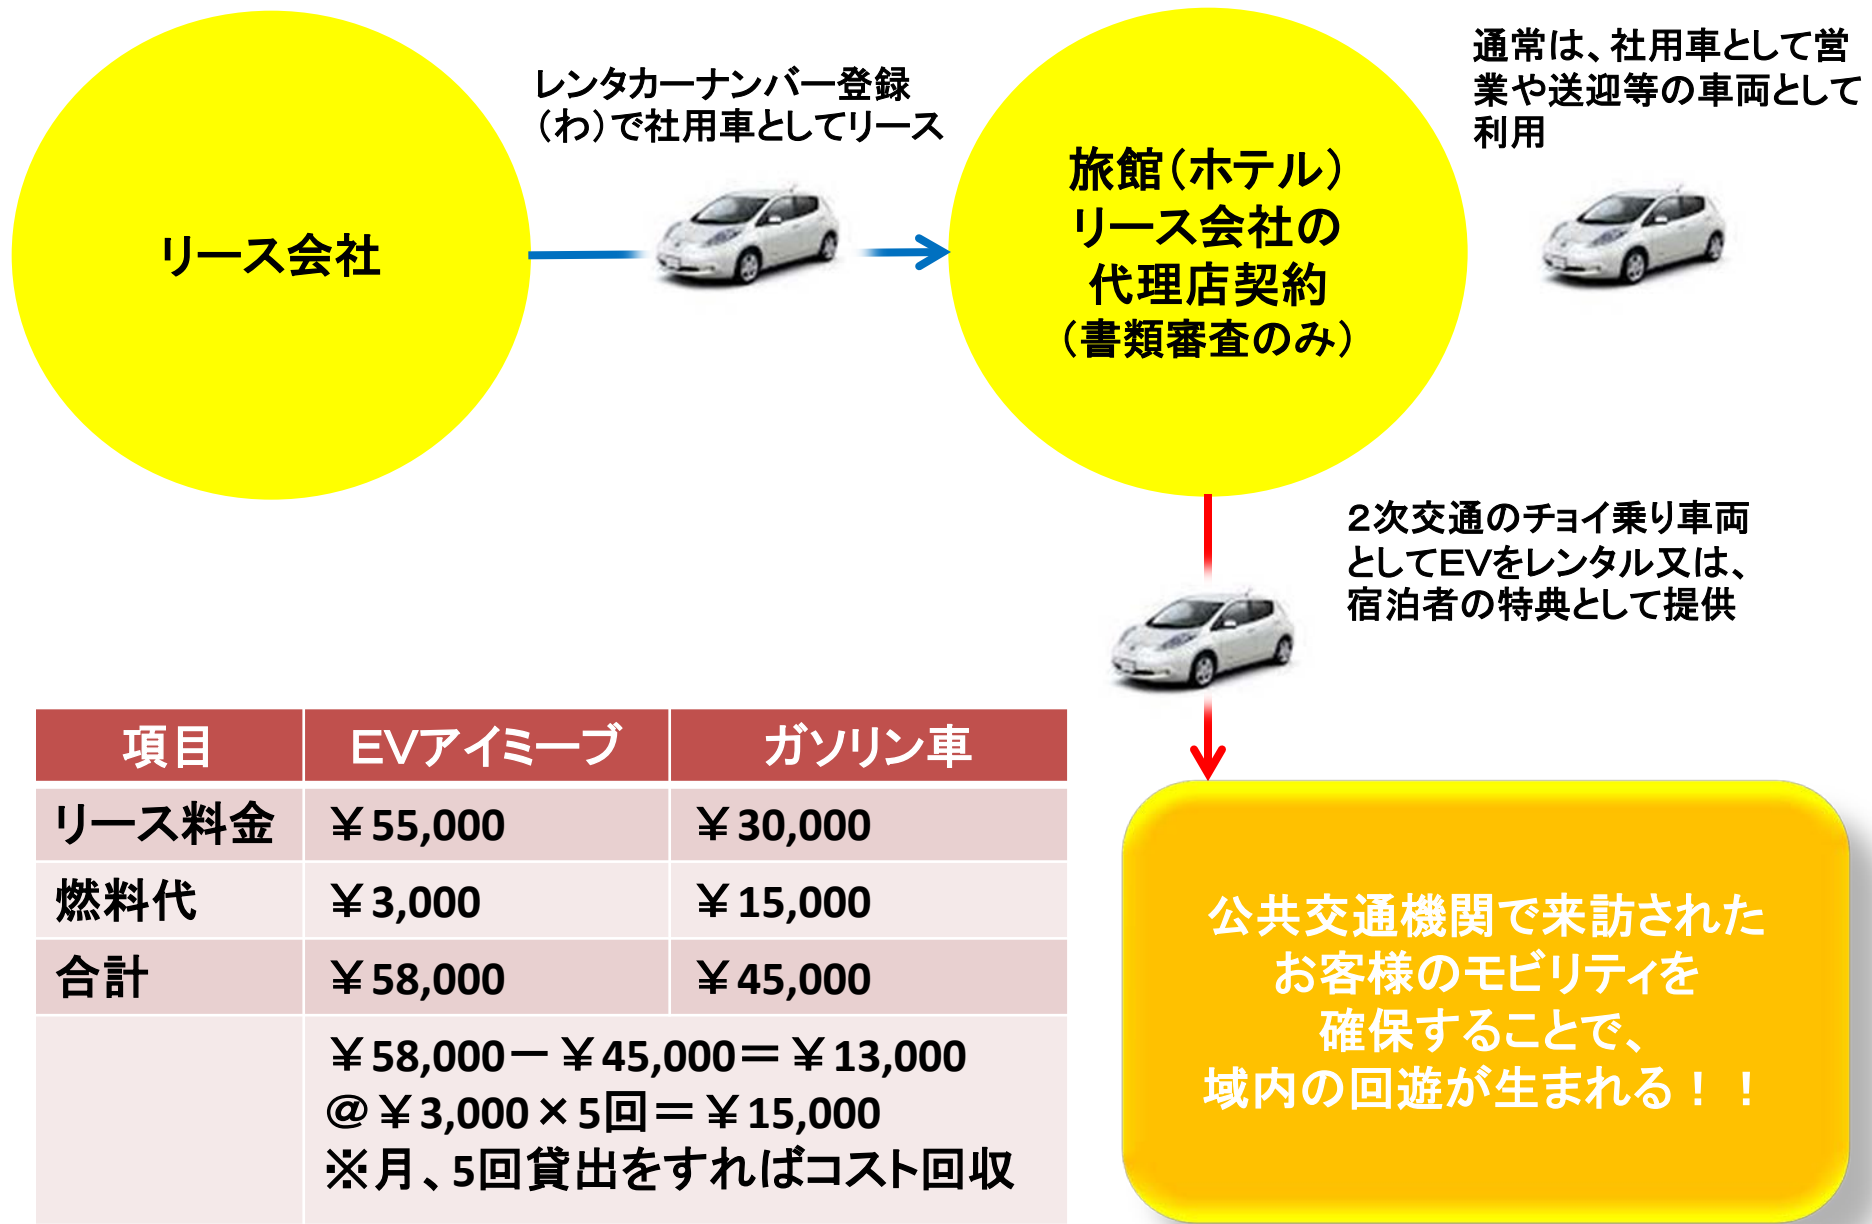 リース会社
レンタカーナンバー登録
（わ）で社用車としてリース
旅館（ホテル）
リース会社の
代理店契約
（書類審査のみ）
通常は、社用車として営
業や送迎等の車両として
利用
２次交通のチョイ乗り車両
としてＥＶをレンタル又は、
宿泊者の特典として提供
項目 ＥＶアイミーブ ガソリン車
リース料金 ￥55,000 ￥30,000
燃料代 ￥3,000 ￥15,000
合計 ￥58,000 ￥45,000
￥58,000－￥45,000＝￥13,000
＠￥3,000×5回＝￥15,000
※月、5回貸出をすればコスト回収
公共交通機関で来訪された
お客様のモビリティを
確保することで、
域内の回遊が生まれる！！